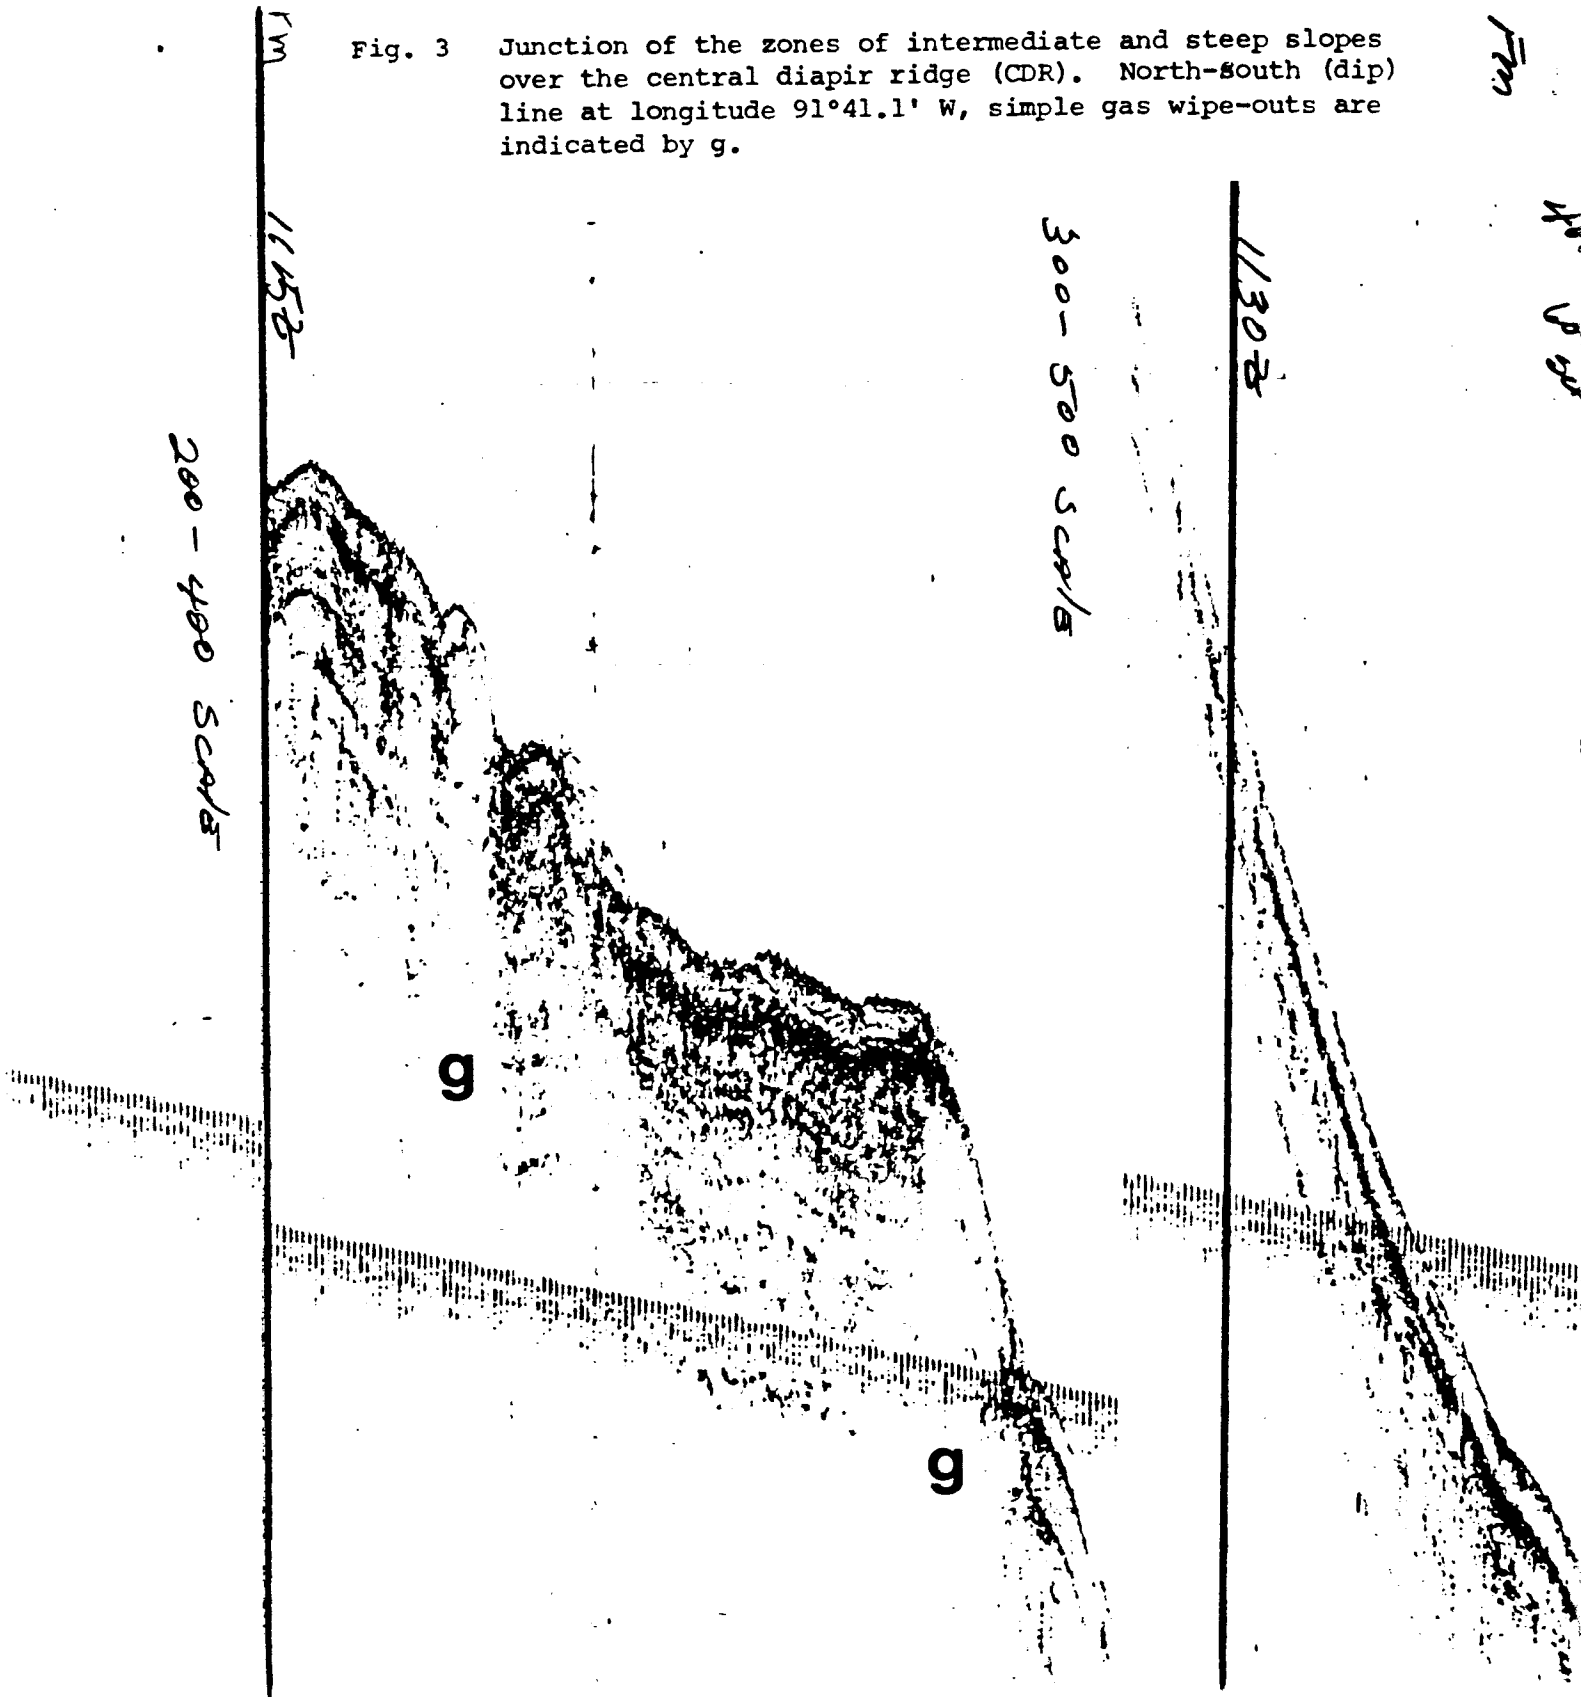 Fig. 3 Junction of the zones of intermediate and steep slopes
over the central diapir ridge (CDR). North-South (dip)
line at longitude 91°41.1' W, simple gas wipe-outs are
indicated by g.
1115Z
200-400 Scale
300-500 Scale
1130Z
g
g